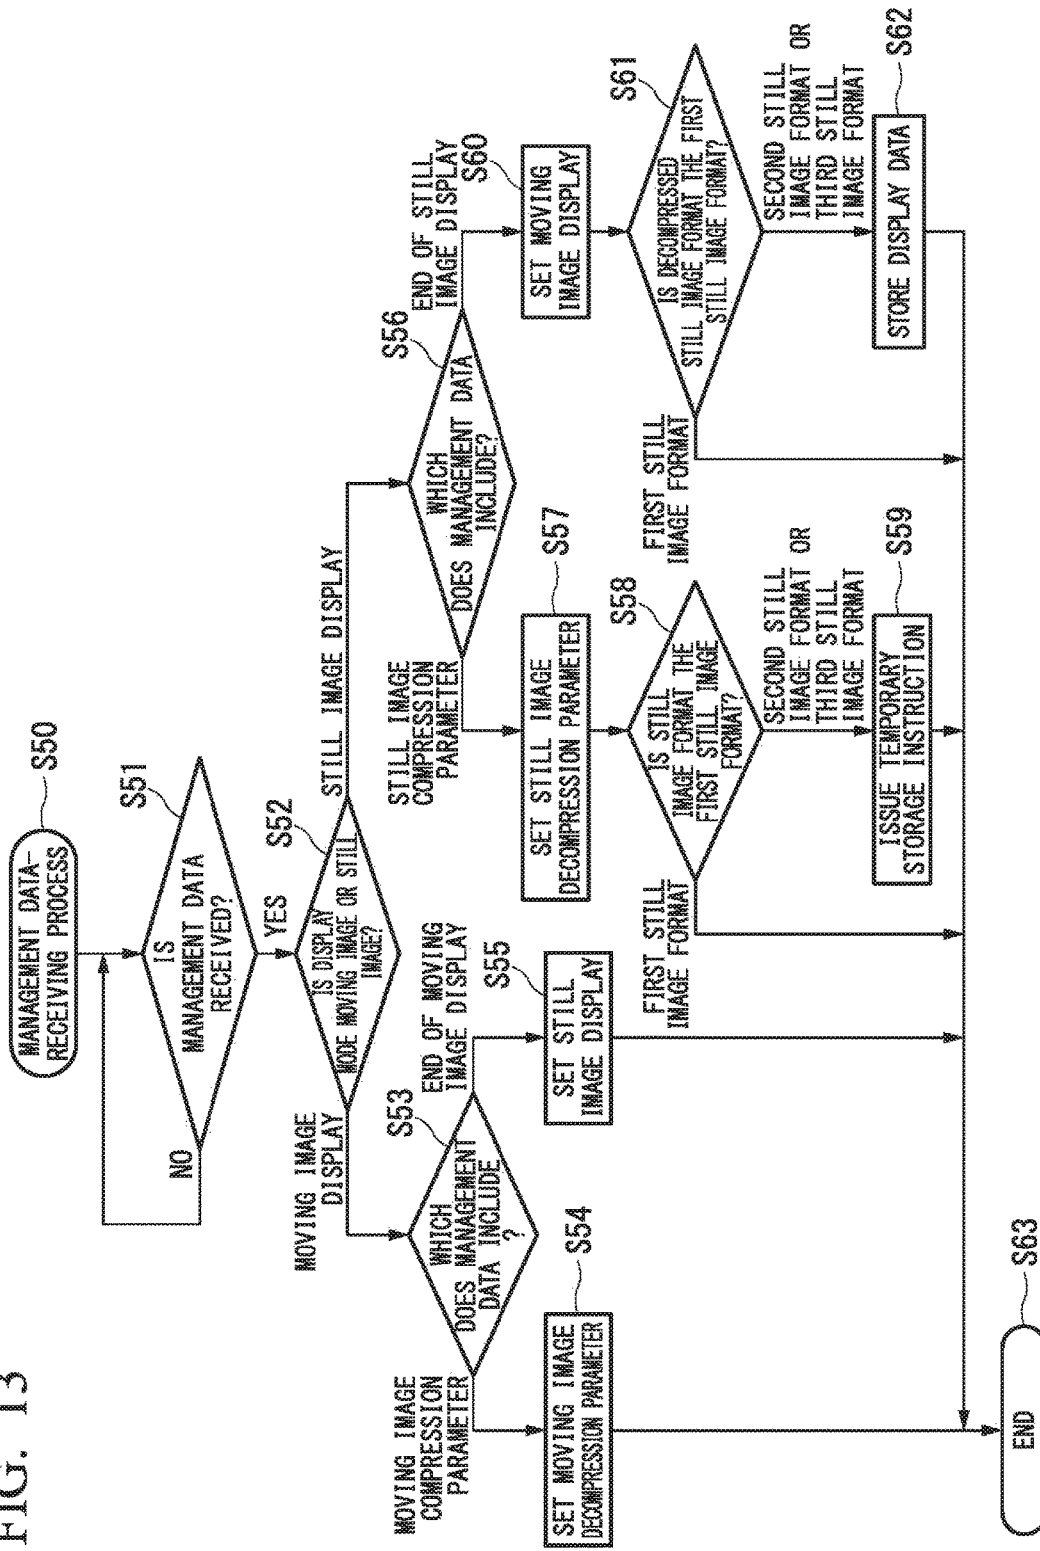 FIG. 13
MANAGEMENT DATA-
RECEIVING PROCESS
S50
IS
MANAGEMENT DATA
RECEIVED?
S51
NO
YES
IS DISPLAY
MODE MOVING IMAGE OR STILL
IMAGE?
S52
MOVING IMAGE
DISPLAY
STILL IMAGE DISPLAY
WHICH
DOES MANAGEMENT
DATA INCLUDE
?
S53
MOVING IMAGE
COMPRESSION
PARAMETER
END OF MOVING
IMAGE DISPLAY
SET MOVING IMAGE
DECOMPRESSION PARAMETER
S54
SET STILL
IMAGE DISPLAY
S55
WHICH
DOES MANAGEMENT DATA
INCLUDE?
S56
STILL IMAGE
COMPRESSION
PARAMETER
END OF STILL
IMAGE DISPLAY
SET STILL IMAGE
DECOMPRESSION PARAMETER
S57
IS STILL
IMAGE FORMAT THE
FIRST STILL IMAGE
FORMAT?
S58
FIRST STILL
IMAGE FORMAT
SECOND STILL
IMAGE FORMAT OR
THIRD STILL
IMAGE FORMAT
ISSUE TEMPORARY
STORAGE INSTRUCTION
S59
SET MOVING
IMAGE DISPLAY
S60
IS DECOMPRESSED
STILL IMAGE FORMAT THE FIRST
STILL IMAGE FORMAT?
S61
FIRST STILL
IMAGE FORMAT
SECOND STILL
IMAGE FORMAT OR
THIRD STILL
IMAGE FORMAT
STORE DISPLAY DATA
S62
END
S63